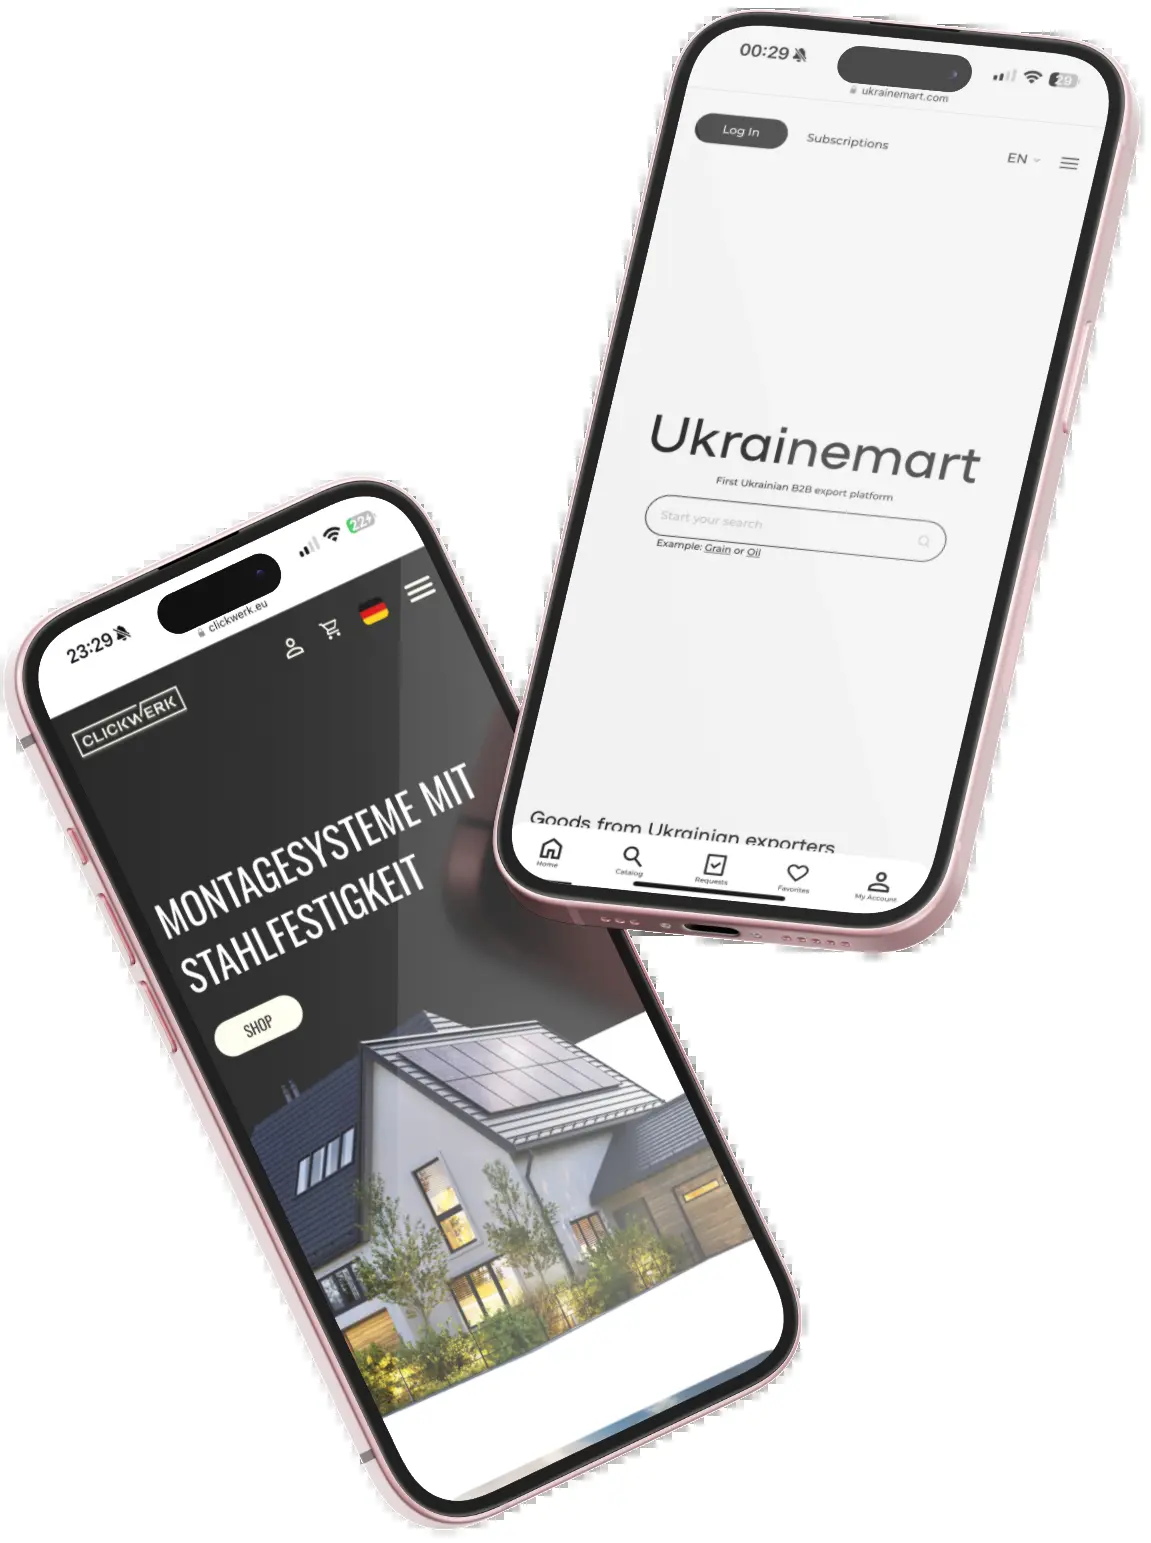 00:29
29
ukrainemart.com
Log In
Subscriptions
EN
Ukrainemart
First Ukrainian B2B export platform
Start your search
Example: Grain or Oil
Goods from Ukrainian exporters
Home
Catalog
Requests
Favorites
My Account
23:29
22
clickwerk.eu
CLICKWERK
MONTAGESYSTEME MIT
STAHLFESTIGKEIT
SHOP